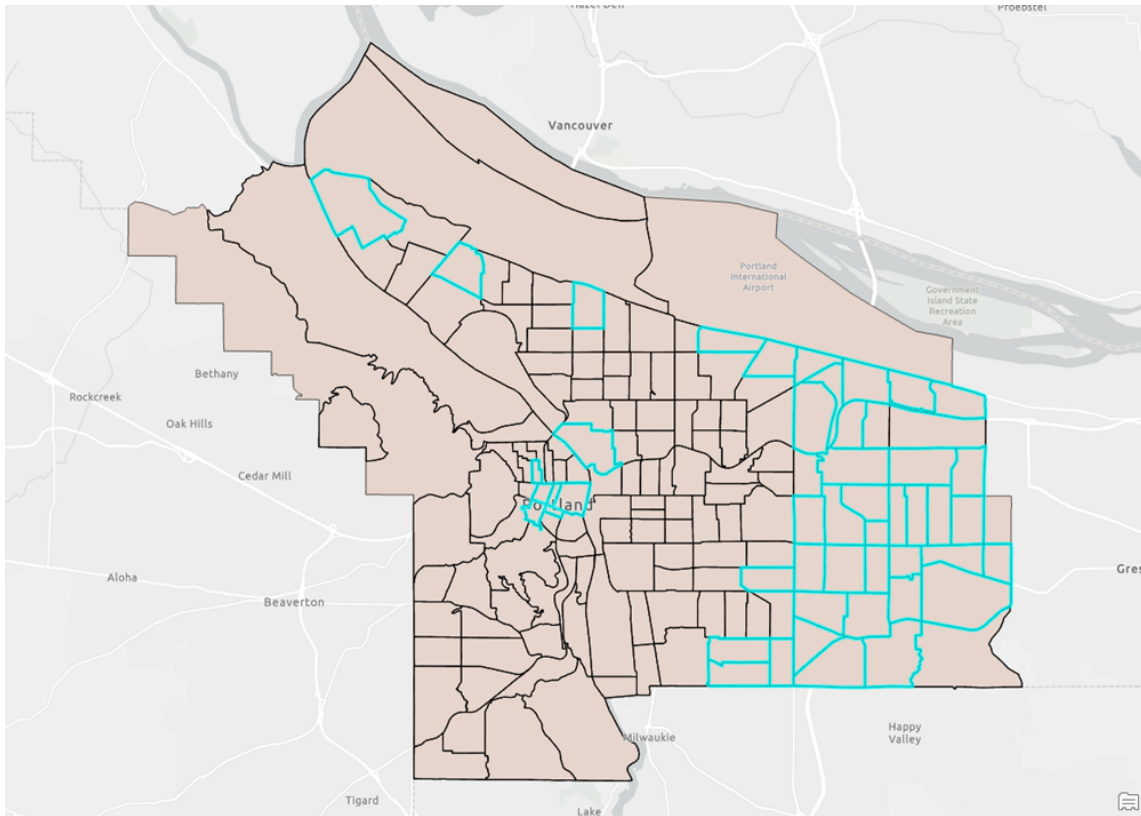 Proebstel
Vancouver
Portland
International
Airport
Government
Island State
Recreation
Area
Bethany
Rockcreek
Oak Hills
Cedar Mill
Portland
Aloha
Beaverton
Happy
Valley
Milwaukie
Tigard
Lake